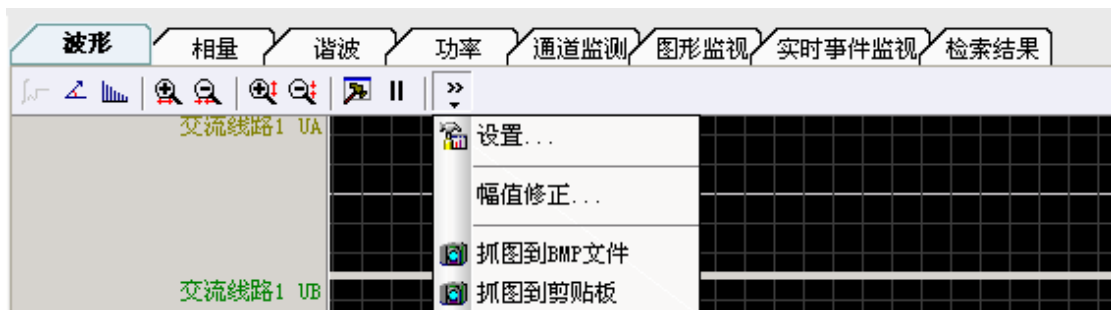 波形 相量 谐波 功率 通道监测 图形监视 实时事件监视 检索结果
交流线路1 UA
设置...
幅值修正...
抓图到BMP文件
交流线路1 UB
抓图到剪贴板